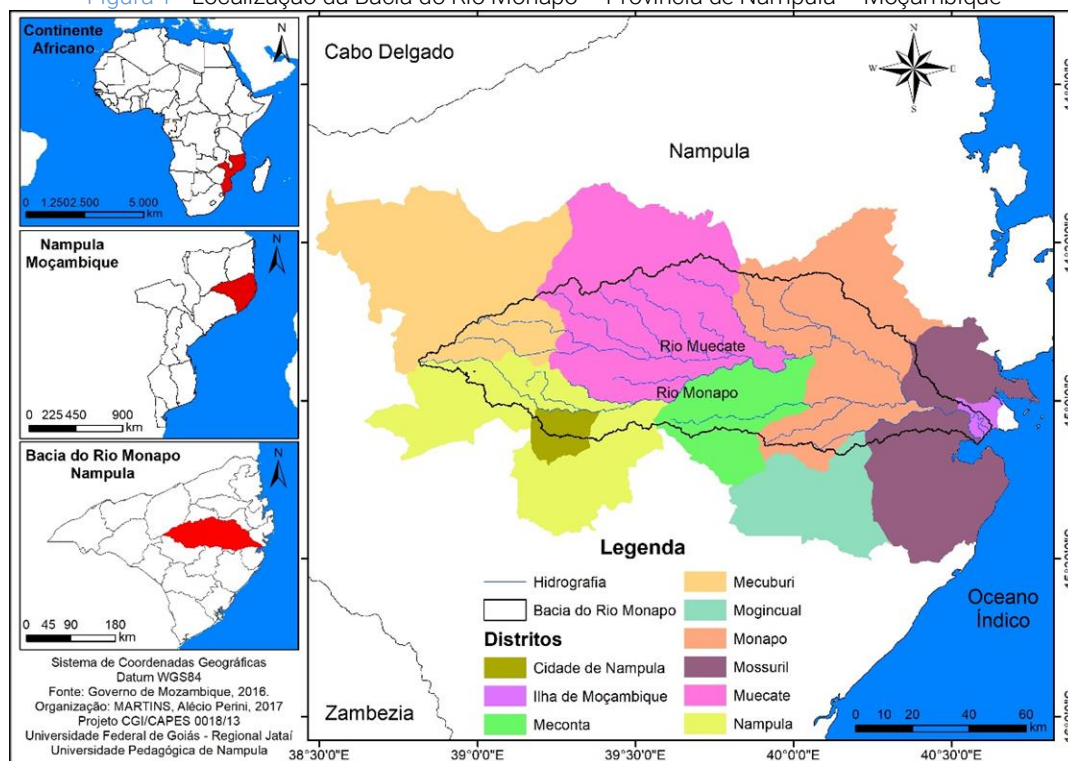 Figura 1 - Localização da Bacia do Rio Monapo – Província de Nampula – Moçambique
Continente
Africano
N
0 1.250 2.500 5.000
km
Nampula
Moçambique
N
0 225 450 900
km
Bacia do Rio Monapo
Nampula
N
0 45 90 180
km
Sistema de Coordenadas Geográficas
Datum WGS84
Fonte: Governo de Mozambique, 2016.
Organização: MARTINS, Alécio Perini, 2017
Projeto CGI/CAPES 0018/13
Universidade Federal de Goiás - Regional Jataí
Universidade Pedagógica de Nampula
Cabo Delgado
Nampula
N
W
S
Rio Muecate
Rio Monapo
Oceano
Índico
Zambezia
Legenda
Hidrografia
Bacia do Rio Monapo
Distritos
Cidade de Nampula
Ilha de Moçambique
Meconta
Mecuburi
Mogincual
Monapo
Mossuril
Muecate
Nampula
0 20 40 60
km
38°30'0"E 39°0'0"E 39°30'0"E 40°0'0"E 40°30'0"E